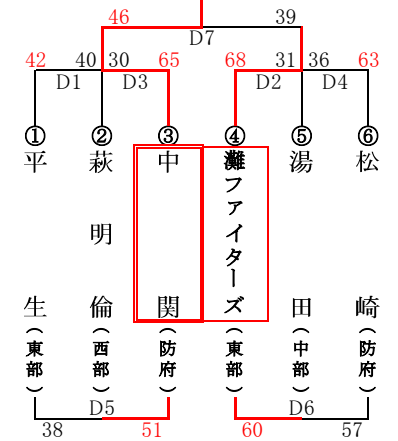 46 39
D7
42 40 30 65 68 31 36 63
D1 D3 D2 D4
① ② ③ ④ ⑤ ⑥
平生（東部）
萩明倫（西部）
中関（防府）
灘ファイターズ（東部）
湯田（中部）
松崎（防府）
D5 D6
38 51 60 57